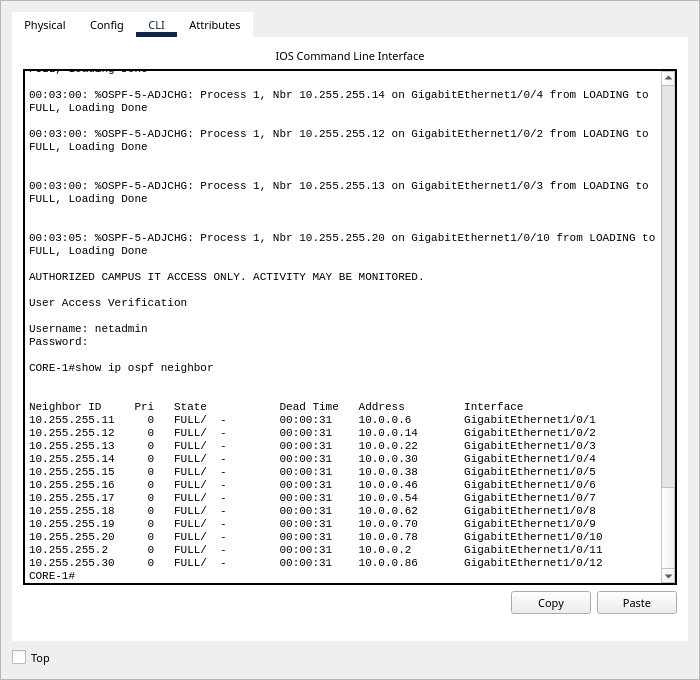 Physical Config CLI Attributes
IOS Command Line Interface
FULL, Loading Done
00:03:00: %OSPF-5-ADJCHG: Process 1, Nbr 10.255.255.14 on GigabitEthernet1/0/4 from LOADING to
FULL, Loading Done
00:03:00: %OSPF-5-ADJCHG: Process 1, Nbr 10.255.255.12 on GigabitEthernet1/0/2 from LOADING to
FULL, Loading Done
00:03:00: %OSPF-5-ADJCHG: Process 1, Nbr 10.255.255.13 on GigabitEthernet1/0/3 from LOADING to
FULL, Loading Done
00:03:05: %OSPF-5-ADJCHG: Process 1, Nbr 10.255.255.20 on GigabitEthernet1/0/10 from LOADING to
FULL, Loading Done
AUTHORIZED CAMPUS IT ACCESS ONLY. ACTIVITY MAY BE MONITORED.
User Access Verification
Username: netadmin
Password:
CORE-1#show ip ospf neighbor
Neighbor ID     Pri   State           Dead Time   Address         Interface
10.255.255.11     0   FULL/  -        00:00:31    10.0.0.6        GigabitEthernet1/0/1
10.255.255.12     0   FULL/  -        00:00:31    10.0.0.14       GigabitEthernet1/0/2
10.255.255.13     0   FULL/  -        00:00:31    10.0.0.22       GigabitEthernet1/0/3
10.255.255.14     0   FULL/  -        00:00:31    10.0.0.30       GigabitEthernet1/0/4
10.255.255.15     0   FULL/  -        00:00:31    10.0.0.38       GigabitEthernet1/0/5
10.255.255.16     0   FULL/  -        00:00:31    10.0.0.46       GigabitEthernet1/0/6
10.255.255.17     0   FULL/  -        00:00:31    10.0.0.54       GigabitEthernet1/0/7
10.255.255.18     0   FULL/  -        00:00:31    10.0.0.62       GigabitEthernet1/0/8
10.255.255.19     0   FULL/  -        00:00:31    10.0.0.70       GigabitEthernet1/0/9
10.255.255.20     0   FULL/  -        00:00:31    10.0.0.78       GigabitEthernet1/0/10
10.255.255.2      0   FULL/  -        00:00:31    10.0.0.2        GigabitEthernet1/0/11
10.255.255.30     0   FULL/  -        00:00:31    10.0.0.86       GigabitEthernet1/0/12
CORE-1#
Copy Paste
Top